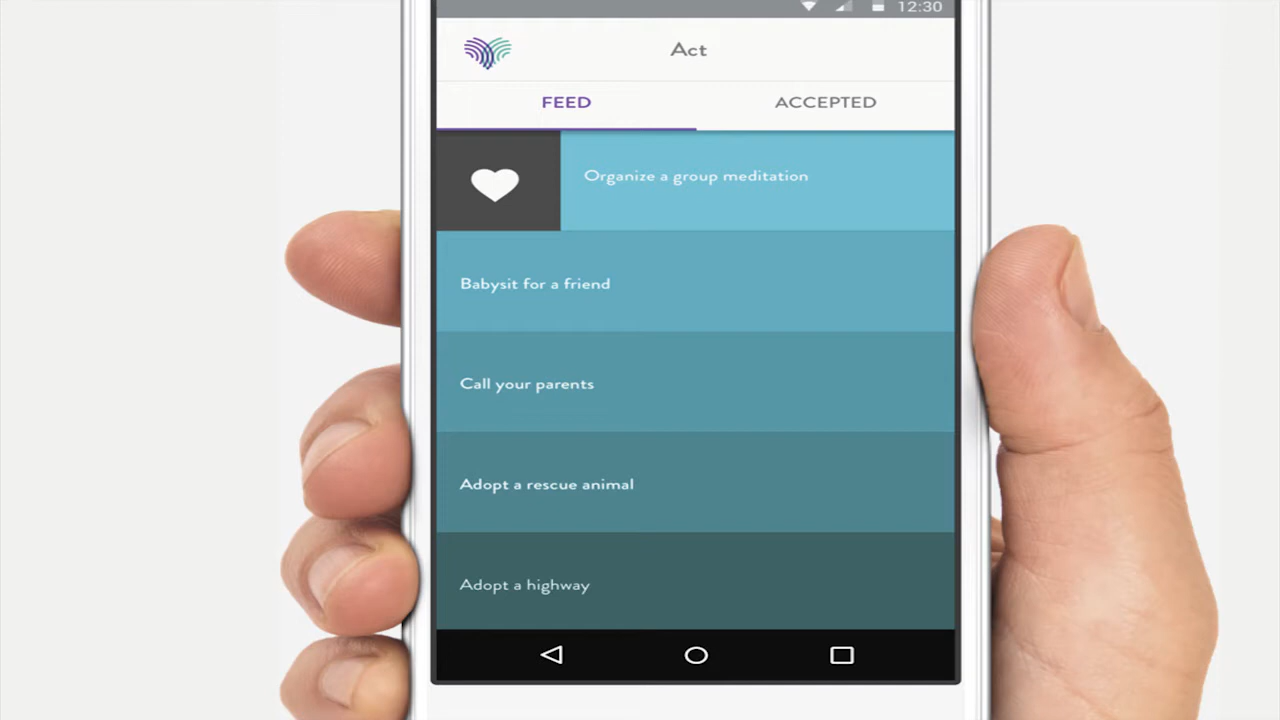 12:30
Act
FEED
ACCEPTED
Organize a group meditation
Babysit for a friend
Call your parents
Adopt a rescue animal
Adopt a highway